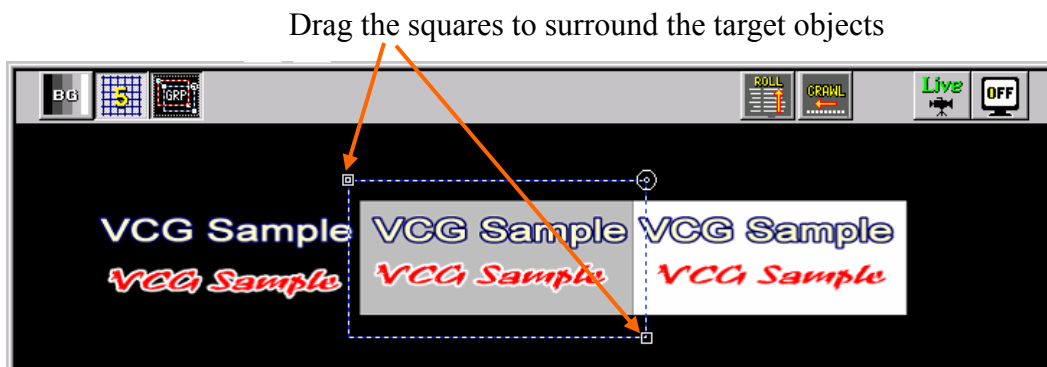 Drag the squares to surround the target objects
BG 5 GRP ROLL CRAWL Live OFF
VCG Sample VCG Sample VCG Sample
VCG Sample VCG Sample VCG Sample